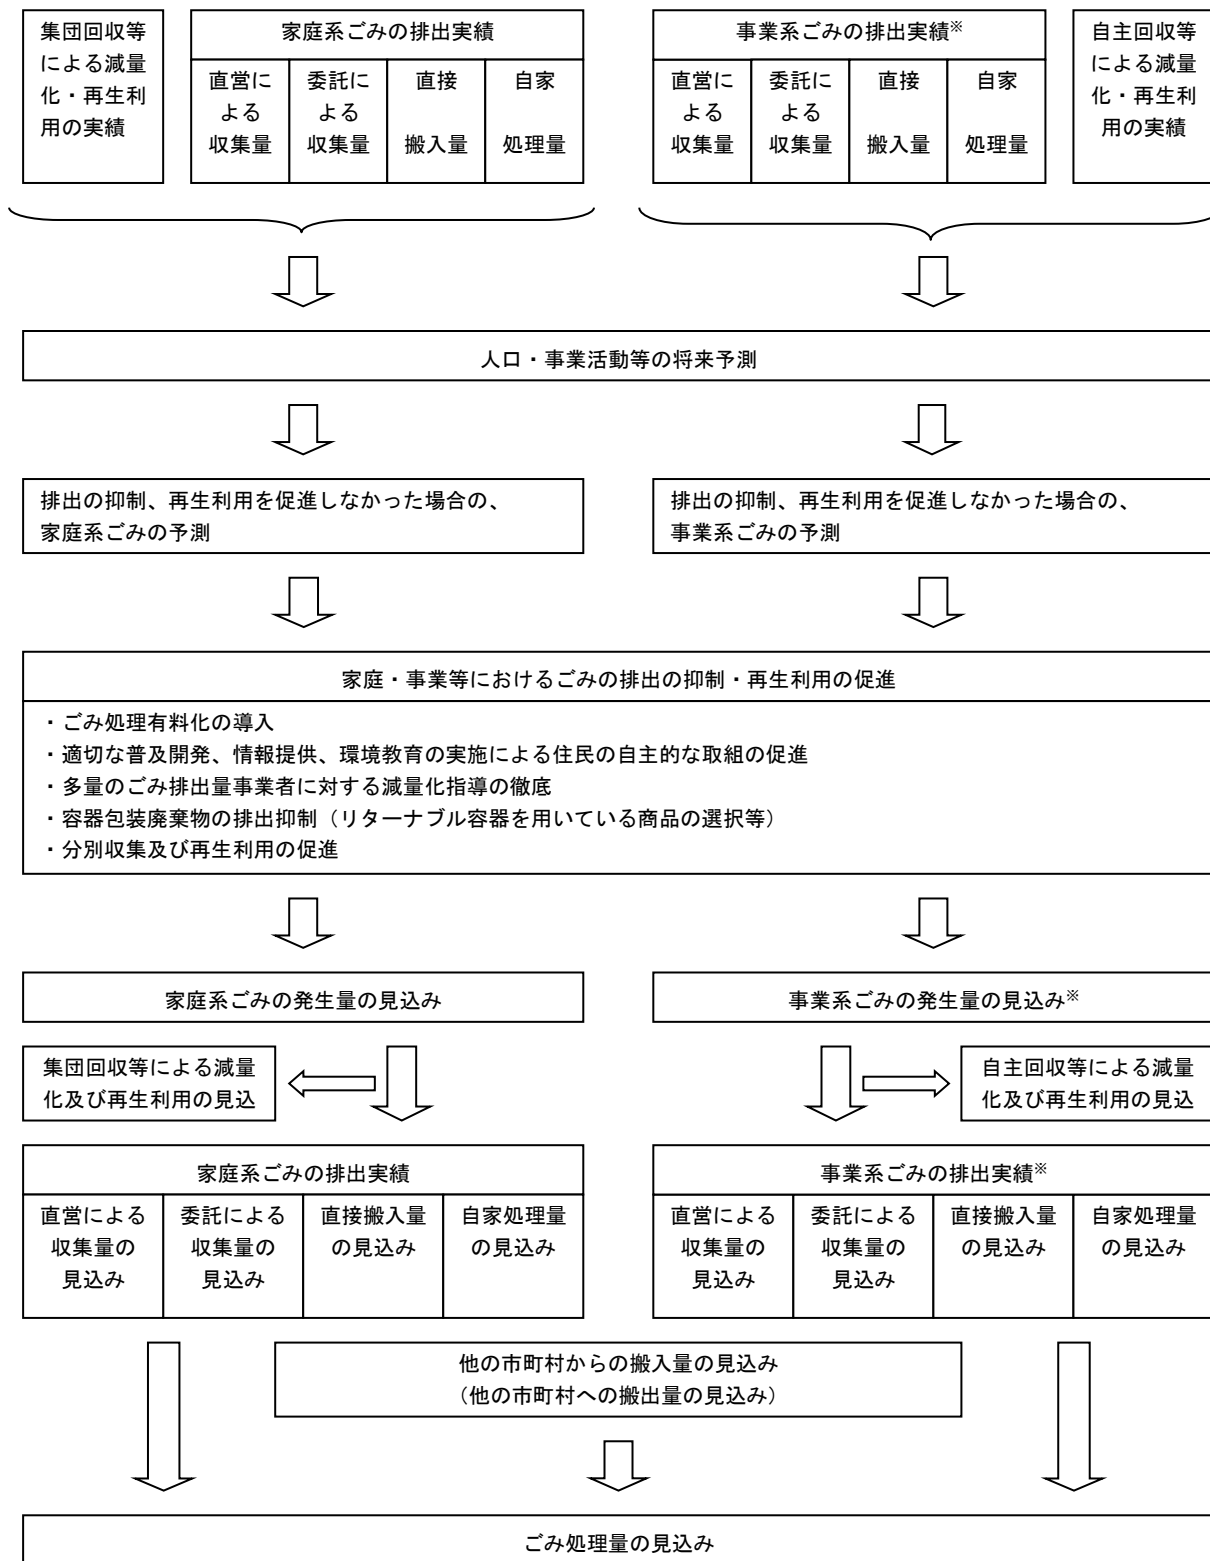 集団回収等
による減量
化・再生利
用の実績
家庭系ごみの排出実績
直営に
よる
収集量
委託に
よる
収集量
直接
搬入量
自家
処理量
事業系ごみの排出実績※
直営に
よる
収集量
委託に
よる
収集量
直接
搬入量
自家
処理量
自主回収等
による減量
化・再生利
用の実績
人口・事業活動等の将来予測
排出の抑制、再生利用を促進しなかった場合の、
家庭系ごみの予測
排出の抑制、再生利用を促進しなかった場合の、
事業系ごみの予測
家庭・事業等におけるごみの排出の抑制・再生利用の促進
・ごみ処理有料化の導入
・適切な普及開発、情報提供、環境教育の実施による住民の自主的な取組の促進
・多量のごみ排出量事業者に対する減量化指導の徹底
・容器包装廃棄物の排出抑制（リターナブル容器を用いている商品の選択等）
・分別収集及び再生利用の促進
家庭系ごみの発生量の見込み
事業系ごみの発生量の見込み※
集団回収等による減量
化及び再生利用の見込
自主回収等による減量
化及び再生利用の見込
家庭系ごみの排出実績
直営による
収集量の
見込み
委託による
収集量の
見込み
直接搬入量
の見込み
自家処理量
の見込み
事業系ごみの排出実績※
直営による
収集量の
見込み
委託による
収集量の
見込み
直接搬入量
の見込み
自家処理量
の見込み
他の市町村からの搬入量の見込み
（他の市町村への搬出量の見込み）
ごみ処理量の見込み